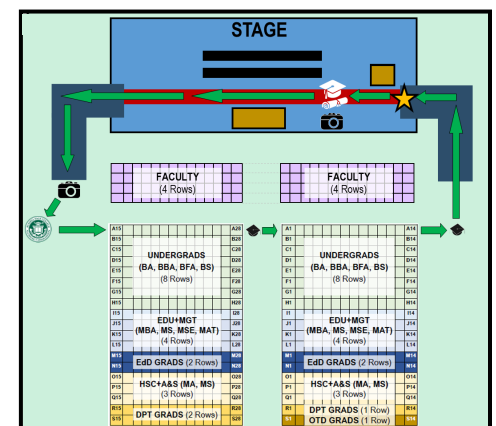 STAGE
FACULTY
(4 Rows)
FACULTY
(4 Rows)
A15 A28 A1 A14
B15 B28 B1 B14
C15 C28 C1 C14
D15 D28 D1 D14
E15 E28 E1 E14
F15 F28 F1 F14
G15 G28 G1 G14
H15 H28 H1 H14
I15 I28 I1 I14
J15 J28 J1 J14
K15 K28 K1 K14
L15 L28 L1 L14
M15 M28 M1 M14
N15 N28 N1 N14
O15 O28 O1 O14
P15 P28 P1 P14
Q15 Q28 Q1 Q14
R15 R28 R1 R14
S15 S28 S1 S14
UNDERGRADS
(BA, BBA, BFA, BS)
(8 Rows)
EDU+MGT
(MBA, MS, MSE, MAT)
(4 Rows)
EdD GRADS (2 Rows)
HSC+A&S (MA, MS)
(3 Rows)
DPT GRADS (2 Rows)
UNDERGRADS
(BA, BBA, BFA, BS)
(8 Rows)
EDU+MGT
(MBA, MS, MSE, MAT)
(4 Rows)
EdD GRADS (2 Rows)
HSC+A&S (MA, MS)
(3 Rows)
DPT GRADS (1 Row)
OTD GRADS (1 Row)